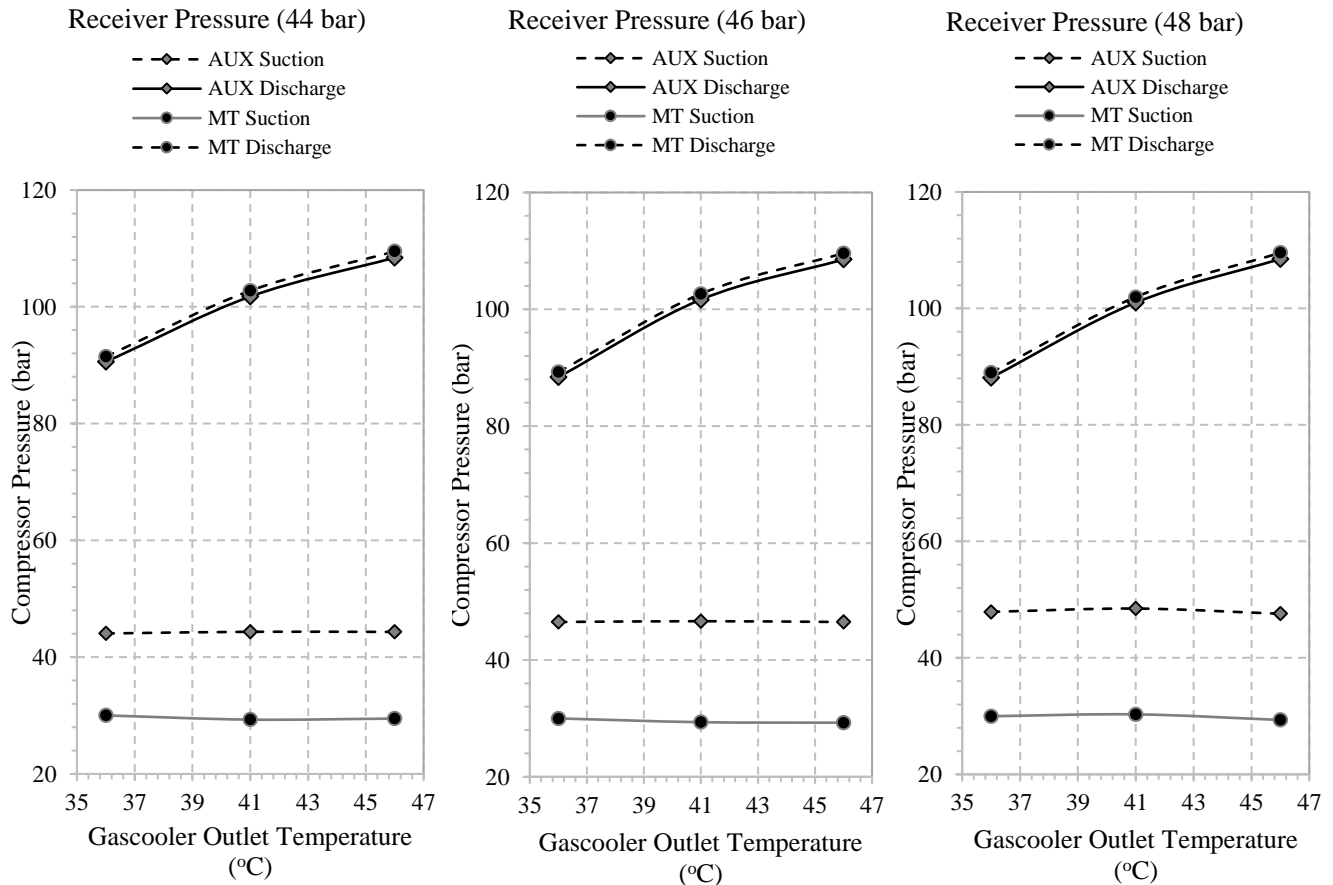 Receiver Pressure (44 bar)
AUX Suction
AUX Discharge
MT Suction
MT Discharge
Compressor Pressure (bar)
120
100
80
60
40
20
35 37 39 41 43 45 47
Gascooler Outlet Temperature
(°C)
Receiver Pressure (46 bar)
AUX Suction
AUX Discharge
MT Suction
MT Discharge
Compressor Pressure (bar)
120
100
80
60
40
20
35 37 39 41 43 45 47
Gascooler Outlet Temperature
(°C)
Receiver Pressure (48 bar)
AUX Suction
AUX Discharge
MT Suction
MT Discharge
Compressor Pressure (bar)
120
100
80
60
40
20
35 37 39 41 43 45 47
Gascooler Outlet Temperature
(°C)